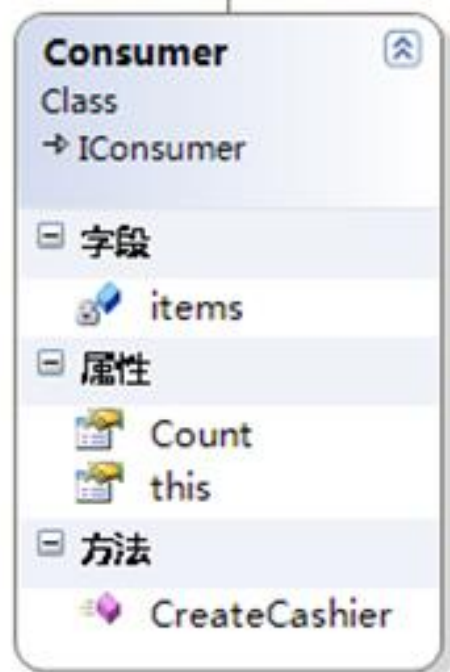 Consumer
Class
IConsumer
字段
items
属性
Count
this
方法
CreateCashier